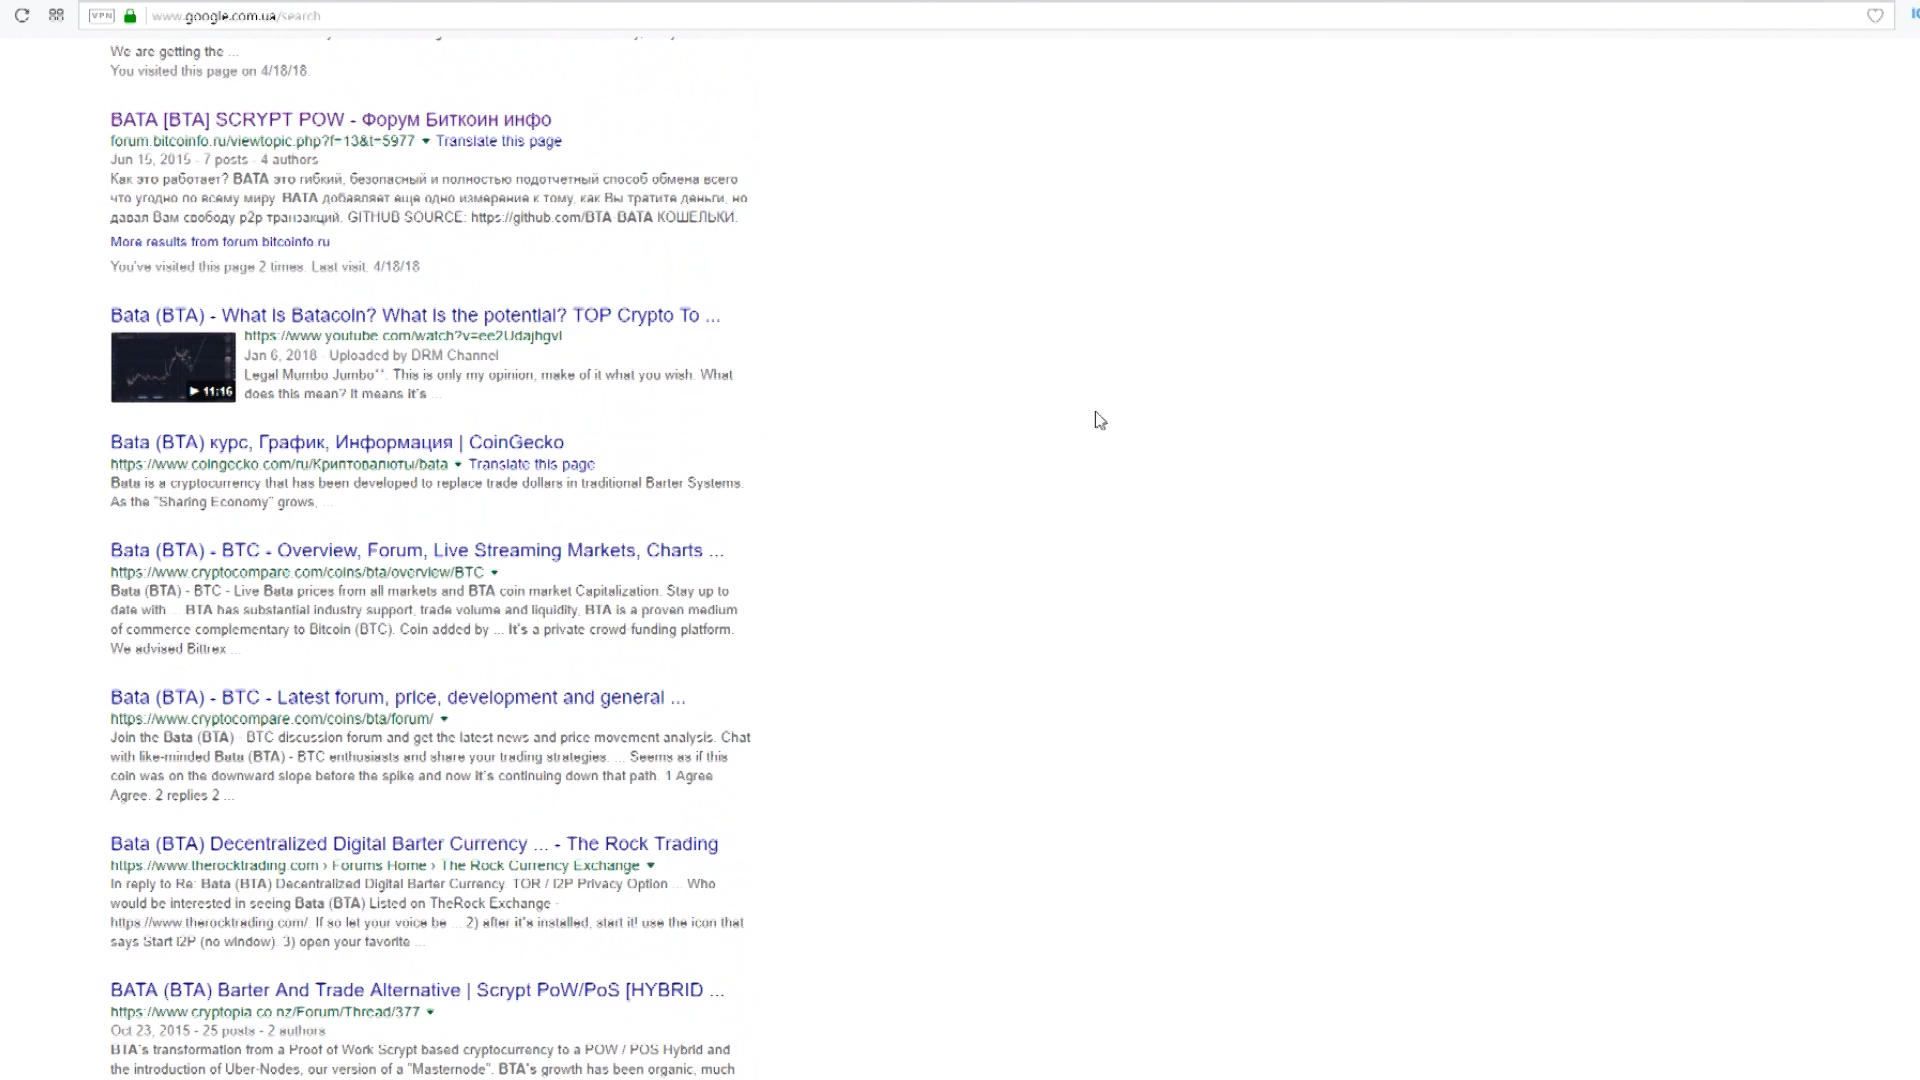 VPN www.google.com.ua/search
We are getting the ...
You visited this page on 4/18/18.
BATA [BTA] SCRYPT POW - Форум Биткоин инфо
forum.bitcoinfo.ru/viewtopic.php?f=13&t=5977 Translate this page
Jun 15, 2015 - 7 posts - 4 authors
Как это работает? BATA это гибкий, безопасный и полностью подотчетный способ обмена всего
что угодно по всему миру. BATA добавляет еще одно измерение к тому, как Вы тратите деньги, но
давая Вам свободу p2p транзакций. GITHUB SOURCE: https://github.com/BTA BATA КОШЕЛЬКИ.
More results from forum.bitcoinfo.ru
You've visited this page 2 times. Last visit: 4/18/18
Bata (BTA) - What is Batacoin? What is the potential? TOP Crypto To ...
https://www.youtube.com/watch?v=ee2UdajhgvI
11:16
Jan 6, 2018 - Uploaded by DRM Channel
Legal Mumbo Jumbo**. This is only my opinion, make of it what you wish. What
does this mean? It means it's ...
Bata (BTA) курс, График, Информация | CoinGecko
https://www.coingecko.com/ru/Криптовалюты/bata Translate this page
Bata is a cryptocurrency that has been developed to replace trade dollars in traditional Barter Systems.
As the "Sharing Economy" grows, ...
Bata (BTA) - BTC - Overview, Forum, Live Streaming Markets, Charts ...
https://www.cryptocompare.com/coins/bta/overview/BTC
Bata (BTA) - BTC - Live Bata prices from all markets and BTA coin market Capitalization. Stay up to
date with ... BTA has substantial industry support, trade volume and liquidity, BTA is a proven medium
of commerce complementary to Bitcoin (BTC). Coin added by ... It's a private crowd-funding platform.
We advised Bittrex ...
Bata (BTA) - BTC - Latest forum, price, development and general ...
https://www.cryptocompare.com/coins/bta/forum/
Join the Bata (BTA) - BTC discussion forum and get the latest news and price movement analysis. Chat
with like-minded Bata (BTA) - BTC enthusiasts and share your trading strategies. ... Seems as if this
coin was on the downward slope before the spike and now it's continuing down that path. 1 Agree
Agree. 2 replies 2 ...
Bata (BTA) Decentralized Digital Barter Currency ... - The Rock Trading
https://www.therocktrading.com › Forums Home › The Rock Currency Exchange
In reply to Re: Bata (BTA) Decentralized Digital Barter Currency. TOR / I2P Privacy Option ... Who
would be interested in seeing Bata (BTA) Listed on TheRock Exchange -
https://www.therocktrading.com/. If so let your voice be ... 2) after it's installed, start it! use the icon that
says Start I2P (no window). 3) open your favorite ...
BATA (BTA) Barter And Trade Alternative | Scrypt PoW/PoS [HYBRID ...
https://www.cryptopia.co.nz/Forum/Thread/377
Oct 23, 2015 - 25 posts - 2 authors
BTA's transformation from a Proof of Work Scrypt based cryptocurrency to a POW / POS Hybrid and
the introduction of Uber-Nodes, our version of a "Masternode". BTA's growth has been organic, much